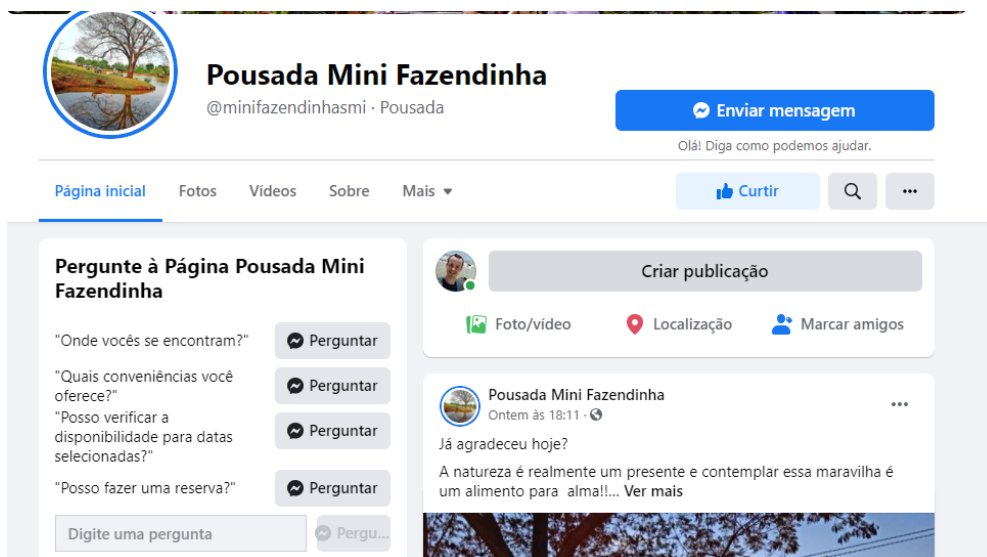 Pousada Mini Fazendinha
@minifazendinhasmi · Pousada
Enviar mensagem
Olá! Diga como podemos ajudar.
Página inicial
Fotos
Vídeos
Sobre
Mais
Curtir
Pergunte à Página Pousada Mini
Fazendinha
"Onde vocês se encontram?"
Perguntar
"Quais conveniências você
oferece?"
Perguntar
"Posso verificar a
disponibilidade para datas
selecionadas?"
Perguntar
"Posso fazer uma reserva?"
Perguntar
Digite uma pergunta
Pergu...
Criar publicação
Foto/vídeo
Localização
Marcar amigos
Pousada Mini Fazendinha
Ontem às 18:11 ·
Já agradeceu hoje?
A natureza é realmente um presente e contemplar essa maravilha é
um alimento para alma!!... Ver mais